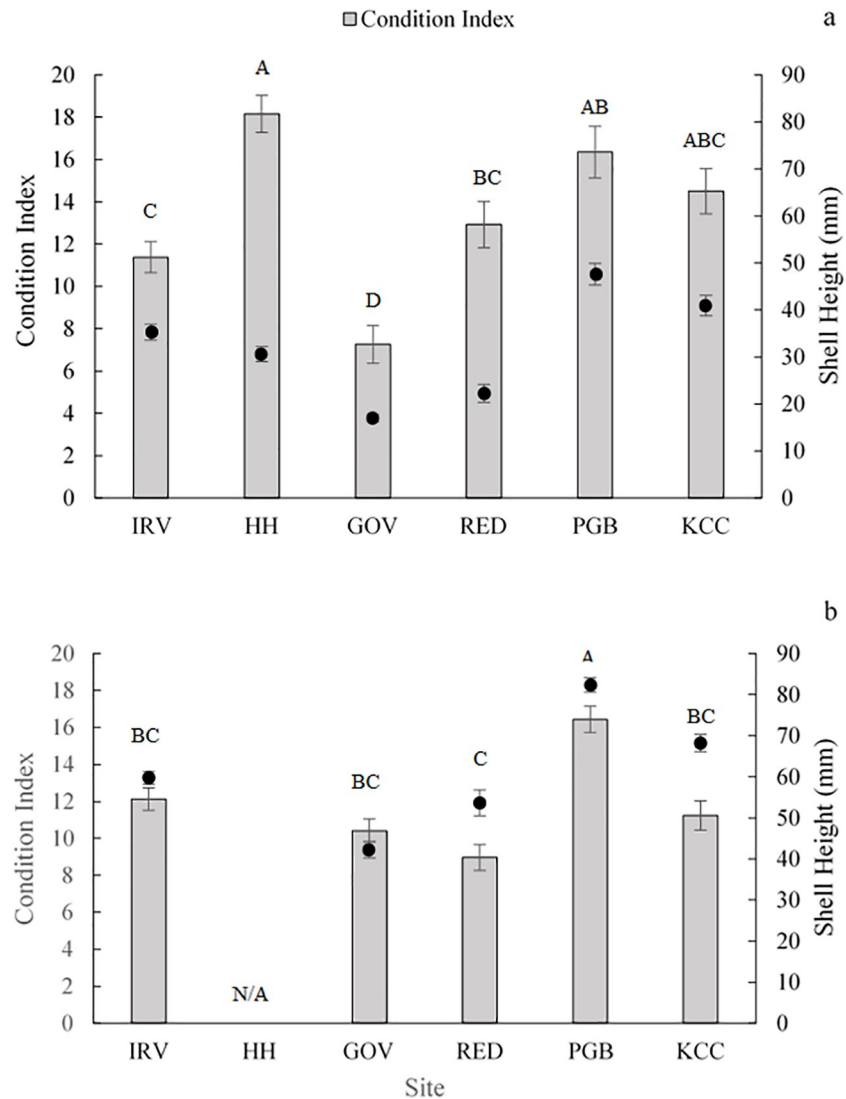 Condition Index
a
Condition Index
20
18
16
14
12
10
8
6
4
2
0
C
A
D
BC
AB
ABC
90
80
70
60
50
40
30
20
10
0
Shell Height (mm)
IRV HH GOV RED PGB KCC
b
Condition Index
20
18
16
14
12
10
8
6
4
2
0
BC
N/A
BC
C
A
BC
90
80
70
60
50
40
30
20
10
0
Shell Height (mm)
IRV HH GOV RED PGB KCC
Site